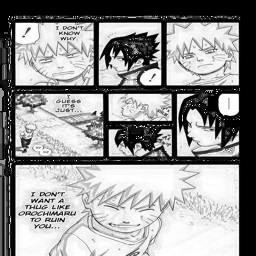 I DON'T
KNOW
WHY.
!
!
I
GUESS
IT'S
JUST...
I DON'T
WANT A
THUG LIKE
OROCHIMARU
TO RUIN
YOU...